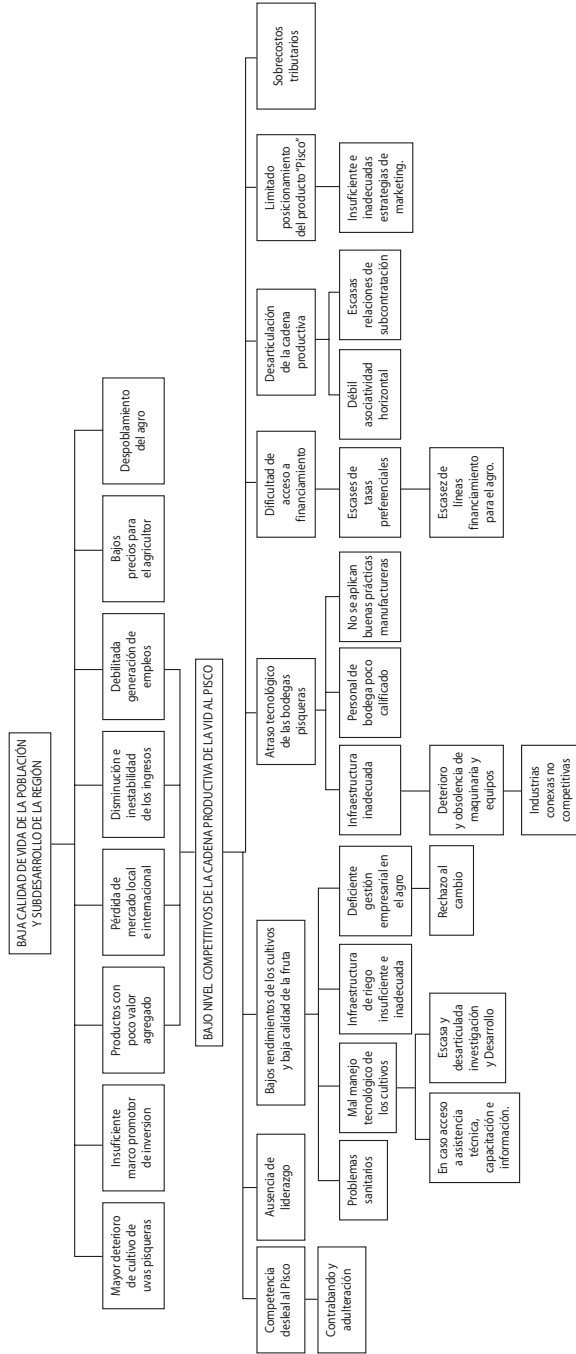 BAJA CALIDAD DE VIDA DE LA POBLACIÓN
Y SUBDESARROLLO DE LA REGIÓN
Mayor deterioro
de cultivo de
uvas pisqueras
Insuficiente
marco promotor
de inversion
Productos con
poco valor
agregado
Pérdida de
mercado local
e internacional
Disminución e
inestabilidad
de los ingresos
Debilitada
generación de
empleos
Bajos
precios para
el agricultor
Despoblamiento
del agro
BAJO NIVEL COMPETITIVOS DE LA CADENA PRODUCTIVA DE LA VID AL PISCO
Competencia
desleal al Pisco
Ausencia de
liderazgo
Bajos rendimientos de los cultivos
y baja calidad de la fruta
Atraso tecnológico
de las bodegas
pisqueras
Dificultad de
acceso a
financiamiento
Desarticulación
de la cadena
productiva
Limitado
posicionamiento
del producto "Pisco"
Sobrecostos
tributarios
Contrabando y
adulteración
Problemas
sanitarios
Mal manejo
tecnológico de
los cultivos
Infraestructura
de riego
insuficiente e
inadecuada
Deficiente
gestión
empresarial en
el agro
Infraestructura
inadecuada
Personal de
bodega poco
calificado
No se aplican
buenas prácticas
manufactureras
Escases de
tasas
preferenciales
Débil
asociatividad
horizontal
Escasas
relaciones de
subcontratación
Insuficiente e
inadecuadas
estrategias de
marketing.
En caso acceso
a asistencia
técnica,
capacitación e
información.
Escasa y
desarticulada
investigación
y Desarrollo
Rechazo al
cambio
Deterioro
y obsolencia de
maquinaria y
equipos
Escasez de
líneas
financiamiento
para el agro.
Industrias
conexas no
competitivas